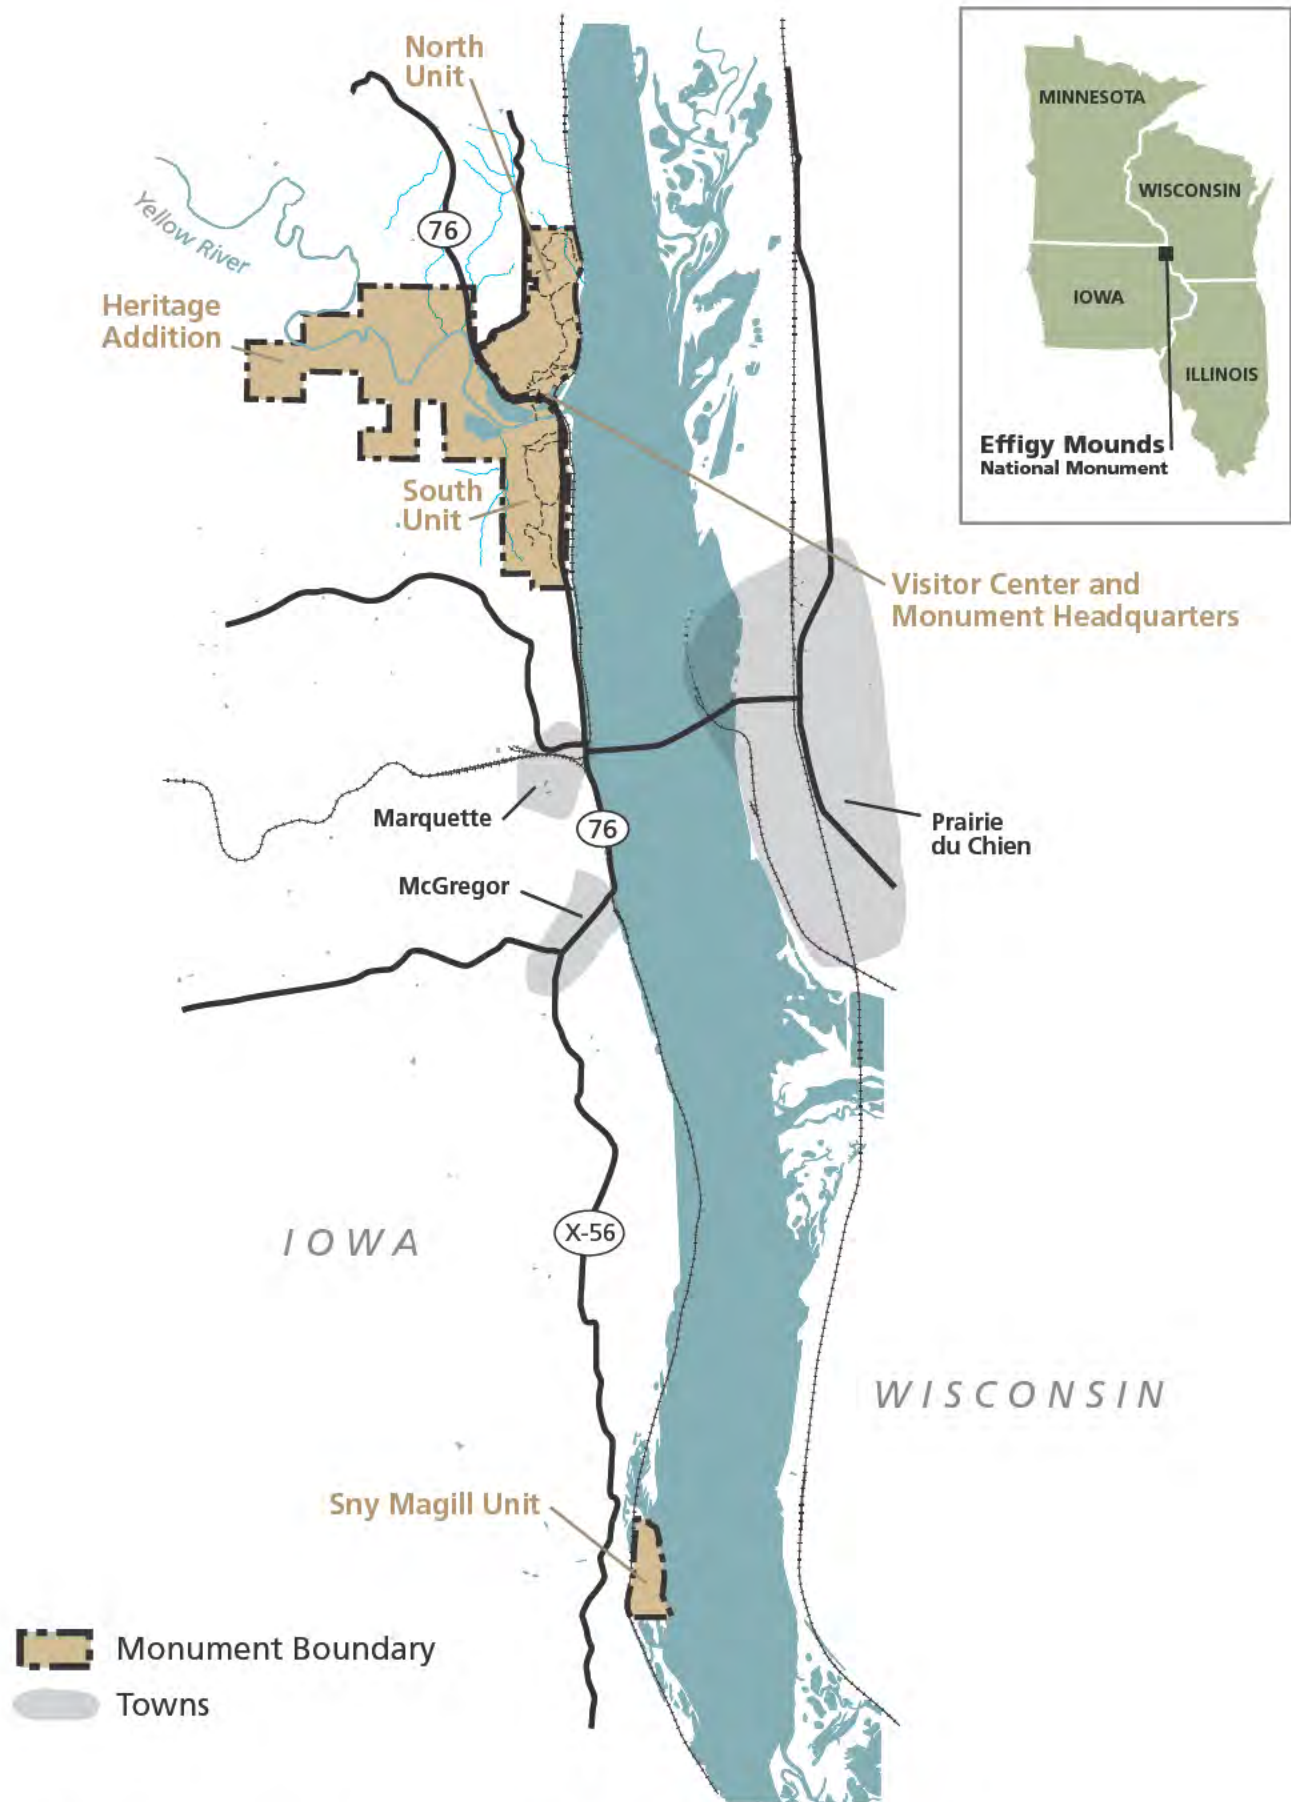 North
Unit
MINNESOTA
WISCONSIN
Yellow River
76
IOWA
Heritage
Addition
ILLINOIS
Effigy Mounds
National Monument
South
Unit
Visitor Center and
Monument Headquarters
Marquette
76
Prairie
du Chien
McGregor
X-56
IOWA
WISCONSIN
Sny Magill Unit
Monument Boundary
Towns